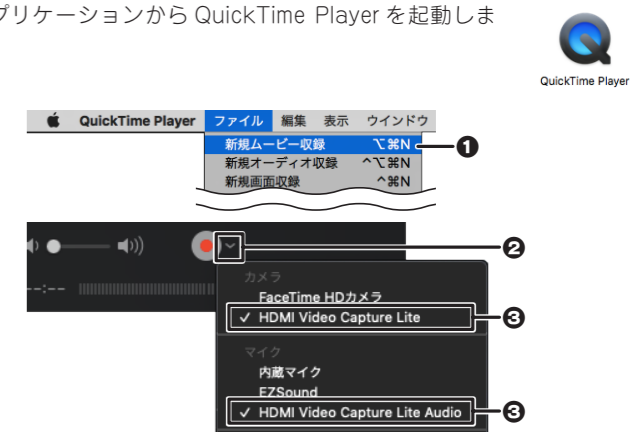 プリケーションから QuickTime Player を起動しま
QuickTime Player
QuickTime Player ファイル 編集 表示 ウインドウ
新規ムービー収録 ⌥⌘N ❶
新規オーディオ収録 ^⌥⌘N
新規画面収録 ^⌘N
❷
--:--
カメラ
FaceTime HDカメラ
✓ HDMI Video Capture Lite ❸
マイク
内蔵マイク
EZSound
✓ HDMI Video Capture Lite Audio ❸